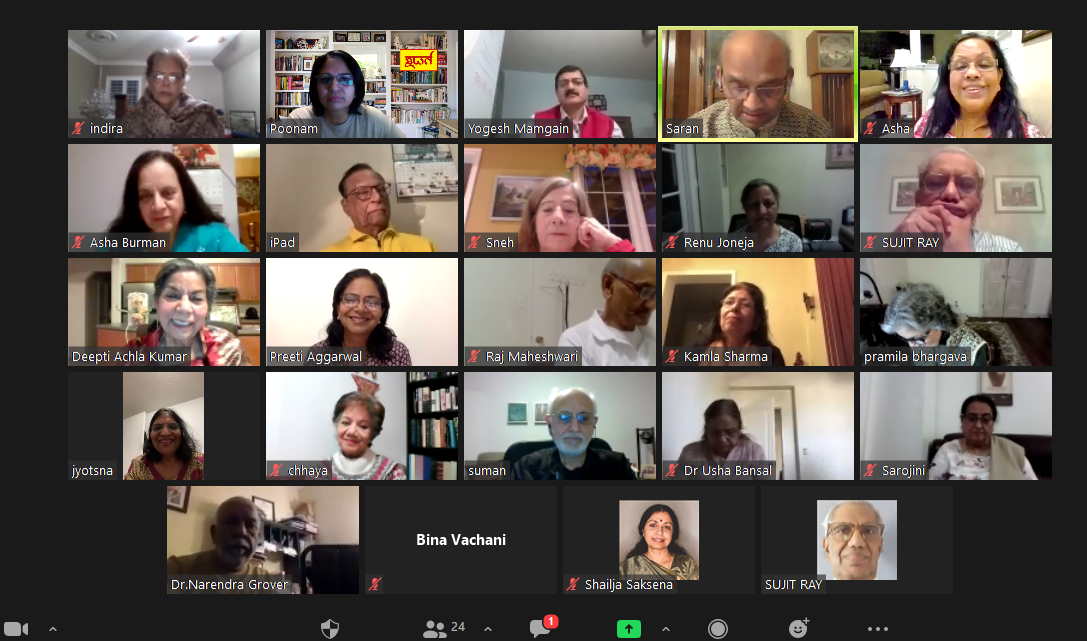 indira
Poonam
Yogesh Mamgain
Saran
Asha
Asha Burman
iPad
Sneh
Renu Joneja
SUJIT RAY
Deepti Achla Kumar
Preeti Aggarwal
Raj Maheshwari
Kamla Sharma
pramila bhargava
jyotsna
chhaya
suman
Dr Usha Bansal
Sarojini
Dr.Narendra Grover
Bina Vachani
Shailja Saksena
SUJIT RAY
24
1